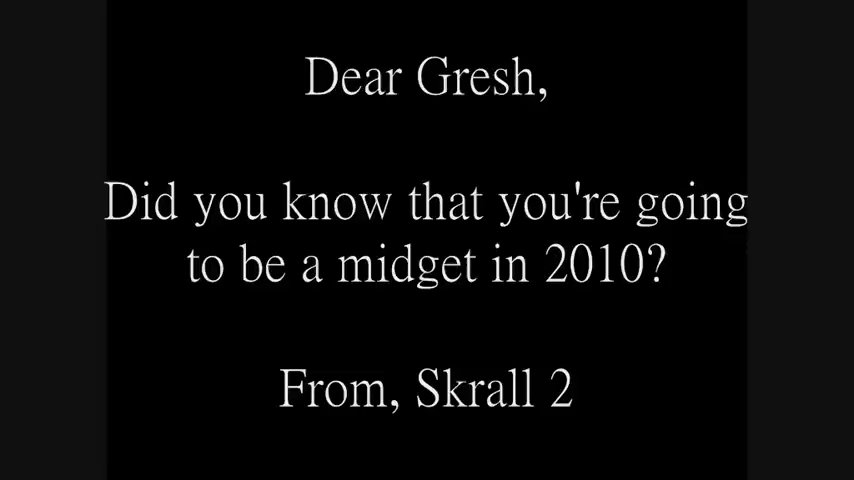 Dear Gresh,
Did you know that you're going
to be a midget in 2010?
From, Skrall 2